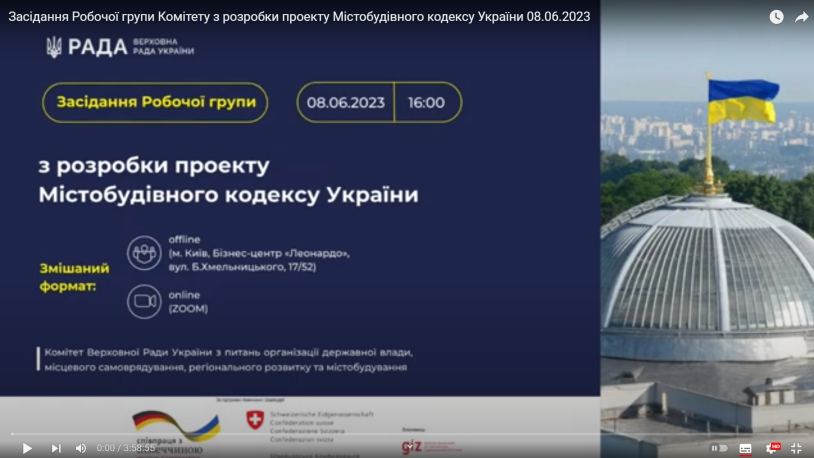 Засідання Робочої групи Комітету з розробки проекту Містобудівного кодексу України 08.06.2023
РАДА
ВЕРХОВНА
РАДА УКРАЇНИ
Засідання Робочої групи
08.06.2023
16:00
з розробки проекту
Містобудівного кодексу України
Змішаний
формат:
offline
(м. Київ, Бізнес-центр «Леонардо»,
вул. Б.Хмельницького, 17/52)
online
(ZOOM)
Комітет Верховної Ради України з питань організації державної влади,
місцевого самоврядування, регіонального розвитку та містобудування
співпраця з
Schweizerische Eidgenossenschaft
Confédération suisse
Confederazione Svizzera
Confederaziun svizra
giz
0:00 / 3:58:55
HD